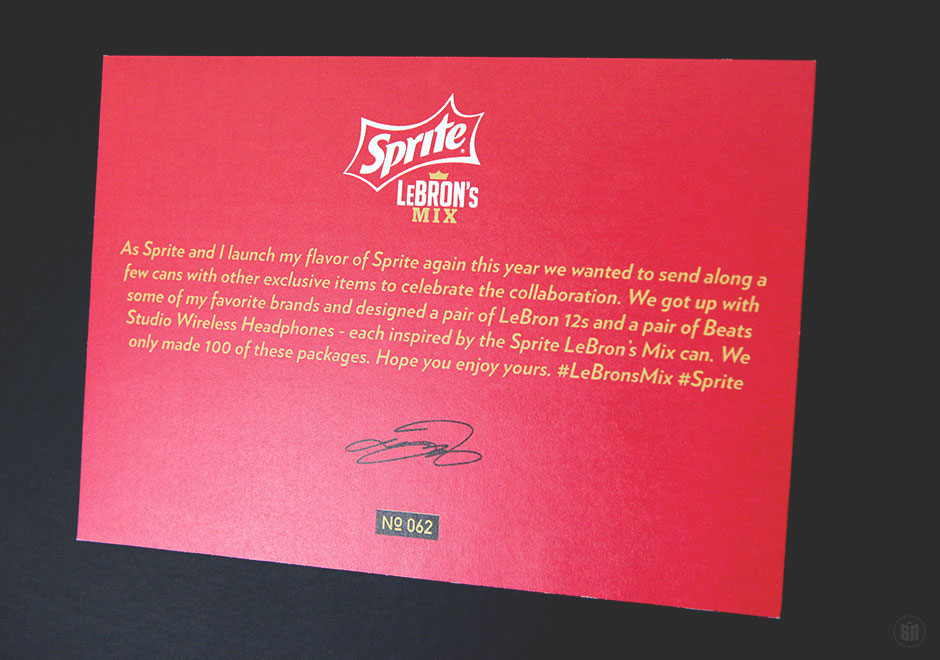 Sprite
LeBRON'S
MIX
As Sprite and I launch my flavor of Sprite again this year we wanted to send along a
few cans with other exclusive items to celebrate the collaboration. We got up with
some of my favorite brands and designed a pair of LeBron 12s and a pair of Beats
Studio Wireless Headphones - each inspired by the Sprite LeBron's Mix can. We
only made 100 of these packages. Hope you enjoy yours. #LeBronsMix #Sprite
Nº 062